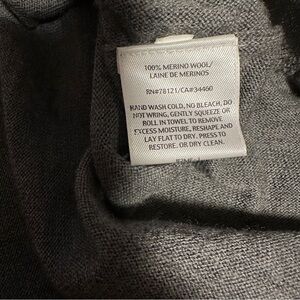 100% MERINO WOOL/
LAINE DE MERINOS
RN#78121/CA#34460
HAND WASH COLD, NO BLEACH, DO
NOT WRING, GENTLY SQUEEZE OR
ROLL IN TOWEL TO REMOVE
EXCESS MOISTURE, RESHAPE AND
LAY FLAT TO DRY. PRESS TO
RESTORE. OR DRY CLEAN.